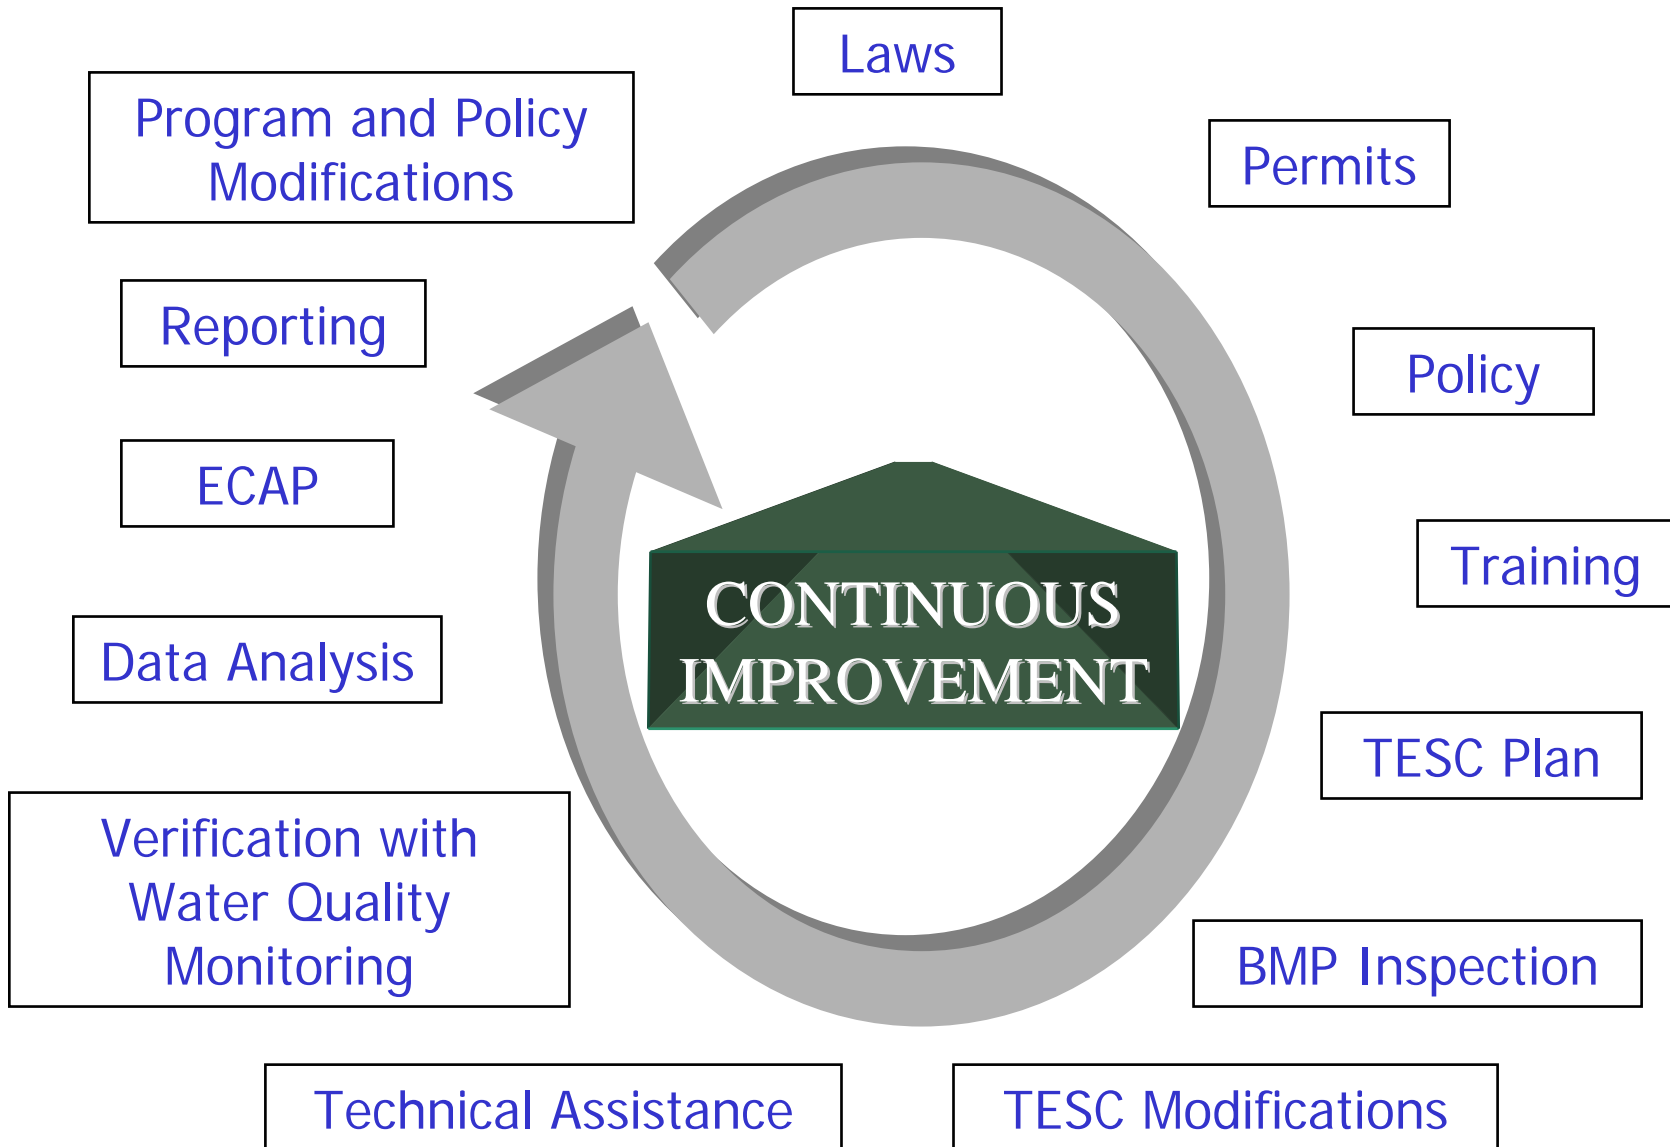 Laws
Program and Policy
Modifications
Permits
Reporting
Policy
ECAP
Training
CONTINUOUS
IMPROVEMENT
Data Analysis
TESC Plan
Verification with
Water Quality
Monitoring
BMP Inspection
Technical Assistance
TESC Modifications